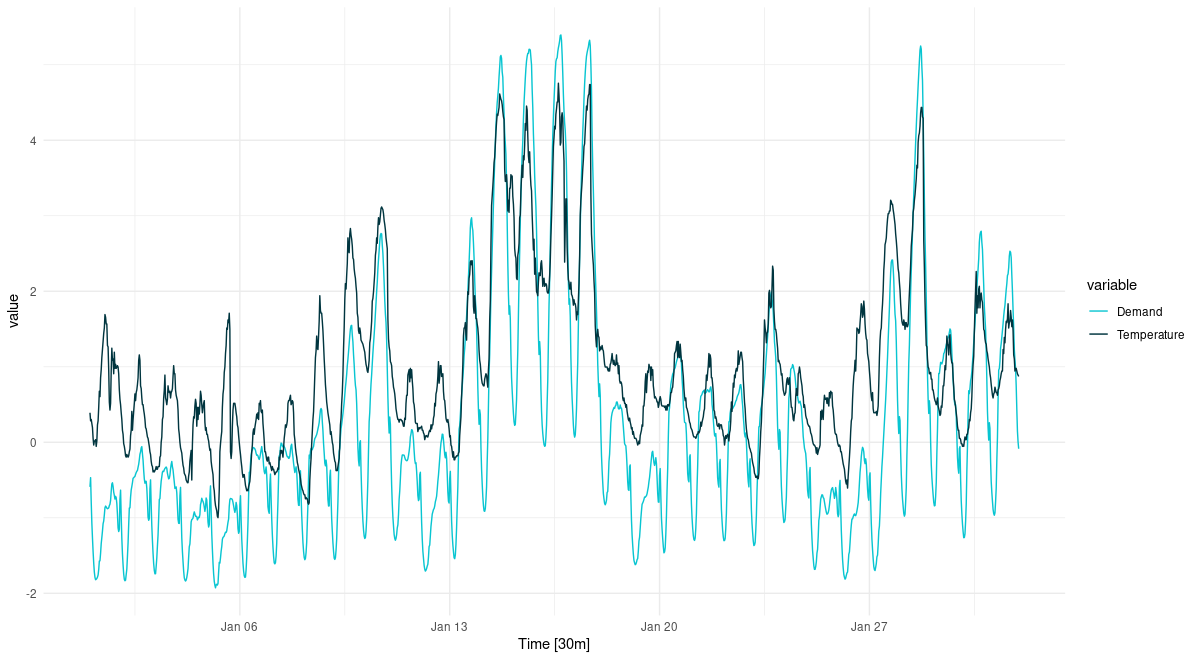 value
4
2
0
-2
Jan 06
Jan 13
Jan 20
Jan 27
Time [30m]
variable
Demand
Temperature